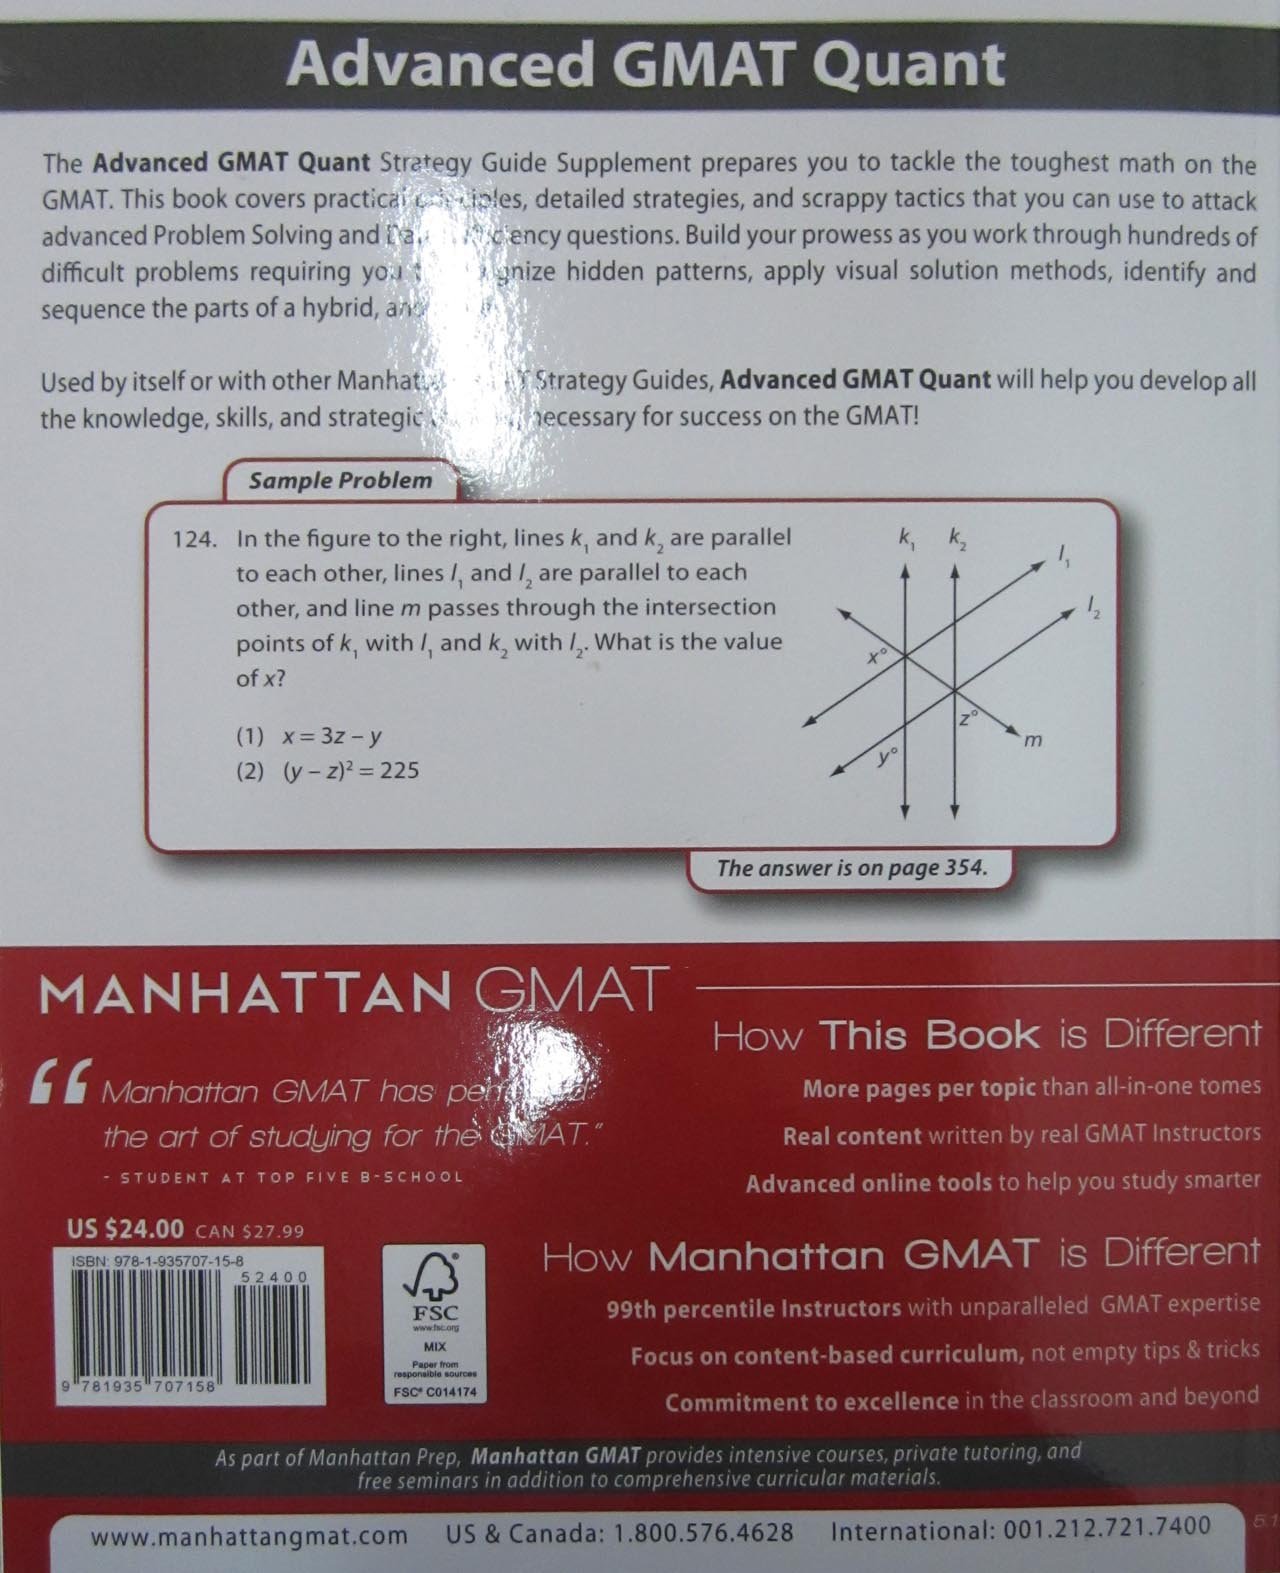 Advanced GMAT Quant
The Advanced GMAT Quant Strategy Guide Supplement prepares you to tackle the toughest math on the
GMAT. This book covers practical principles, detailed strategies, and scrappy tactics that you can use to attack
advanced Problem Solving and Data Sufficiency questions. Build your prowess as you work through hundreds of
difficult problems requiring you to recognize hidden patterns, apply visual solution methods, identify and
sequence the parts of a hybrid, and
Used by itself or with other Manhattan GMAT Strategy Guides, Advanced GMAT Quant will help you develop all
the knowledge, skills, and strategic necessary for success on the GMAT!
Sample Problem
124. In the figure to the right, lines k₁ and k₂ are parallel
to each other, lines l₁ and l₂ are parallel to each
other, and line m passes through the intersection
points of k₁ with l₁ and k₂ with l₂. What is the value
of x?
(1) x = 3z – y
(2) (y – z)² = 225
k₁ k₂ l₁
l₂
x°
z°
m
y°
The answer is on page 354.
MANHATTAN GMAT
“Manhattan GMAT has perfected
the art of studying for the GMAT.”
- STUDENT AT TOP FIVE B-SCHOOL
How This Book is Different
More pages per topic than all-in-one tomes
Real content written by real GMAT Instructors
Advanced online tools to help you study smarter
How Manhattan GMAT is Different
99th percentile Instructors with unparalleled GMAT expertise
Focus on content-based curriculum, not empty tips & tricks
Commitment to excellence in the classroom and beyond
US $24.00 CAN $27.99
ISBN: 978-1-935707-15-8
52400
9 781935 707158
FSC®
www.fsc.org
MIX
Paper from
responsible sources
FSC® C014174
As part of Manhattan Prep, Manhattan GMAT provides intensive courses, private tutoring, and
free seminars in addition to comprehensive curricular materials.
www.manhattangmat.com US & Canada: 1.800.576.4628 International: 001.212.721.7400
5.1